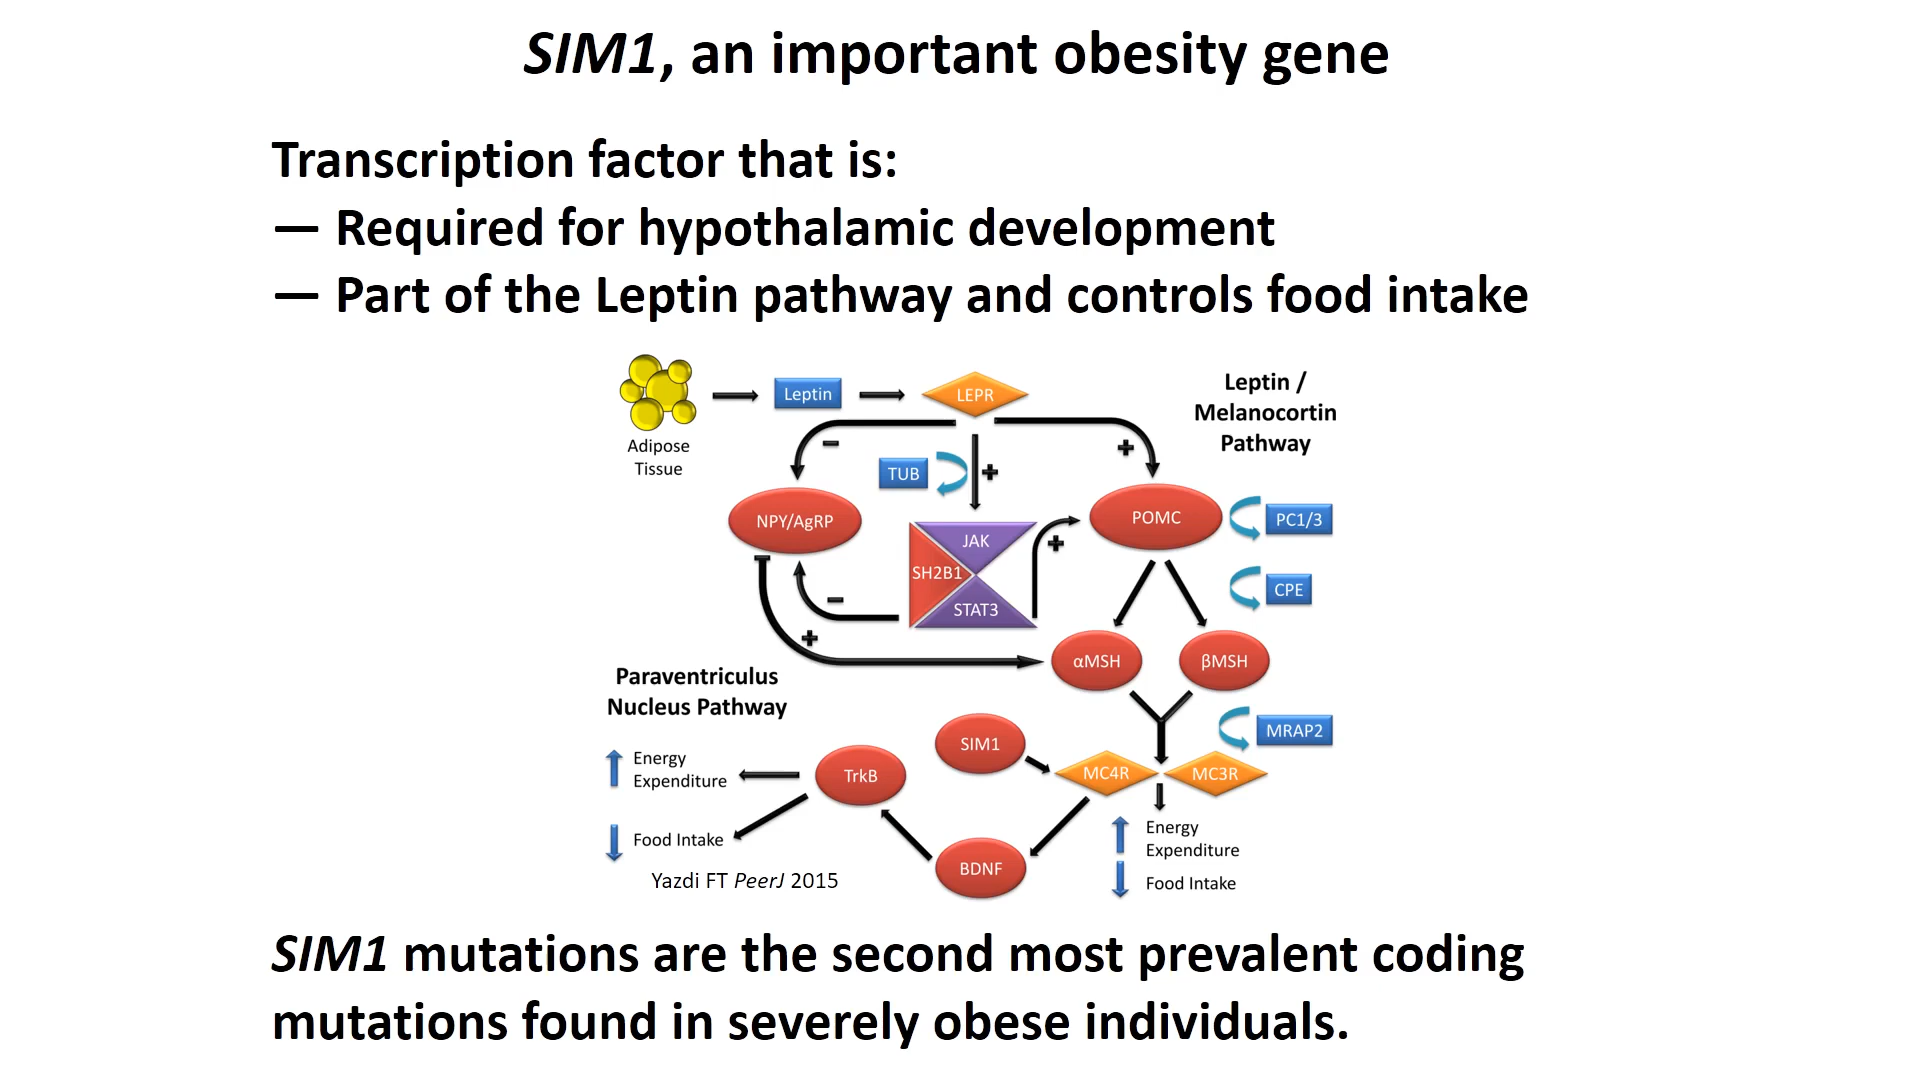 SIM1, an important obesity gene
Transcription factor that is:
— Required for hypothalamic development
— Part of the Leptin pathway and controls food intake
Adipose
Tissue
Leptin
LEPR
Leptin /
Melanocortin
Pathway
−
+
+
TUB
NPY/AgRP
POMC
PC1/3
JAK
SH2B1
STAT3
+
−
+
CPE
αMSH
βMSH
Paraventriculus
Nucleus Pathway
MRAP2
SIM1
MC4R
MC3R
TrkB
Energy
Expenditure
Food Intake
BDNF
Energy
Expenditure
Food Intake
Yazdi FT PeerJ 2015
SIM1 mutations are the second most prevalent coding
mutations found in severely obese individuals.